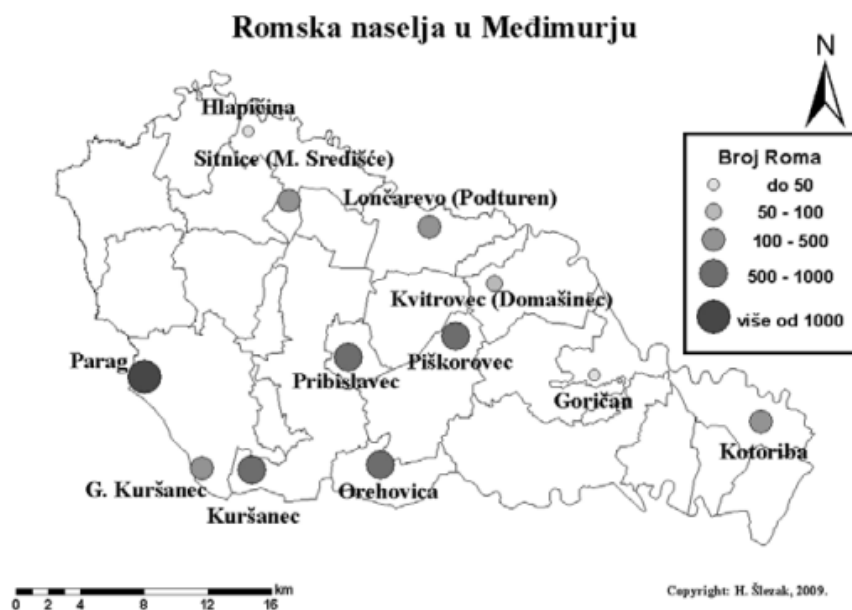 Romska naselja u Međimurju
N
Hlapičina
Sitnice (M. Središće)
Lončarevo (Podturen)
Kvitrovec (Domašinec)
Parag
Pribislavec
Piškorovec
Goričan
Kotoriba
G. Kuršanec
Kuršanec
Orehovica
Broj Roma
do 50
50 - 100
100 - 500
500 - 1000
više od 1000
km
0 2 4 8 12 16
Copyright: H. Šlezak, 2009.